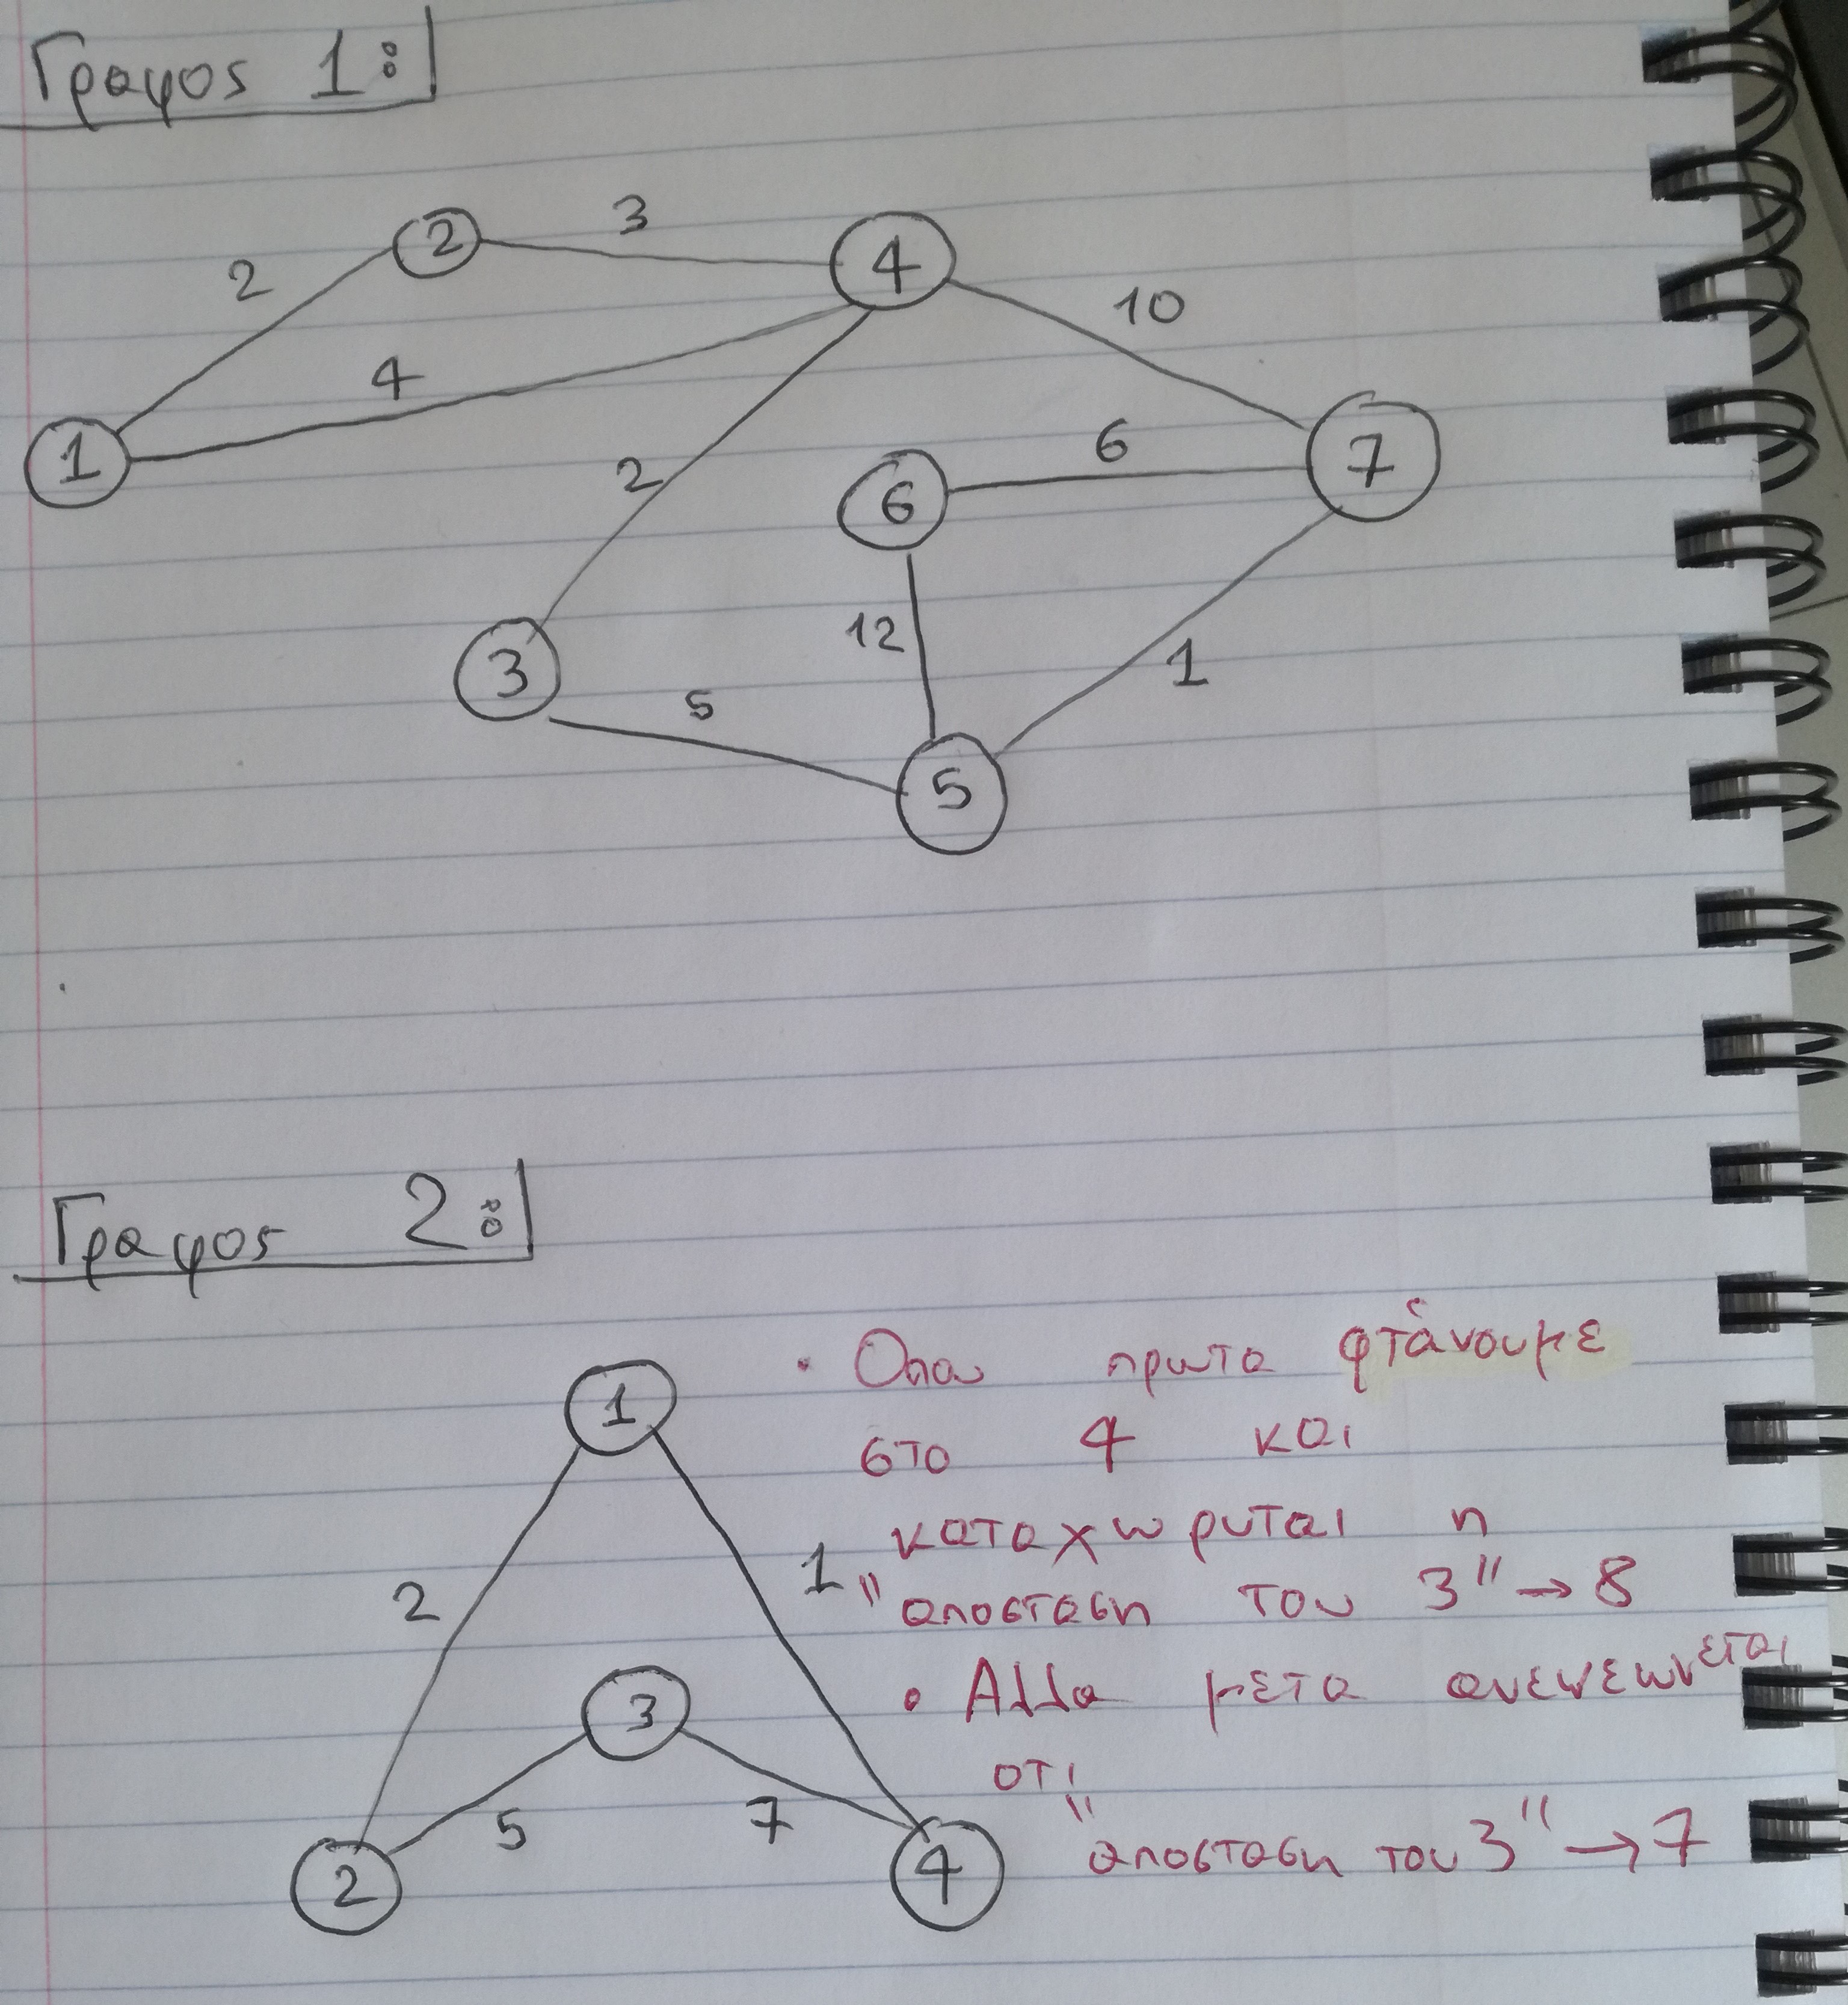 Γραφος 1:
2
3
2
4
10
4
1
6
7
2
6
12
3
5
1
5
Γραφος 2:
1
• Οπου πρωτα φτάνουμε
στο 4 και
καταχωρυται η
"αποσταση του 3" → 8
1
2
• Αλλα μετα ανενεωνεται
3
οτι
5
7
"αποσταση του 3" → 7
2
4